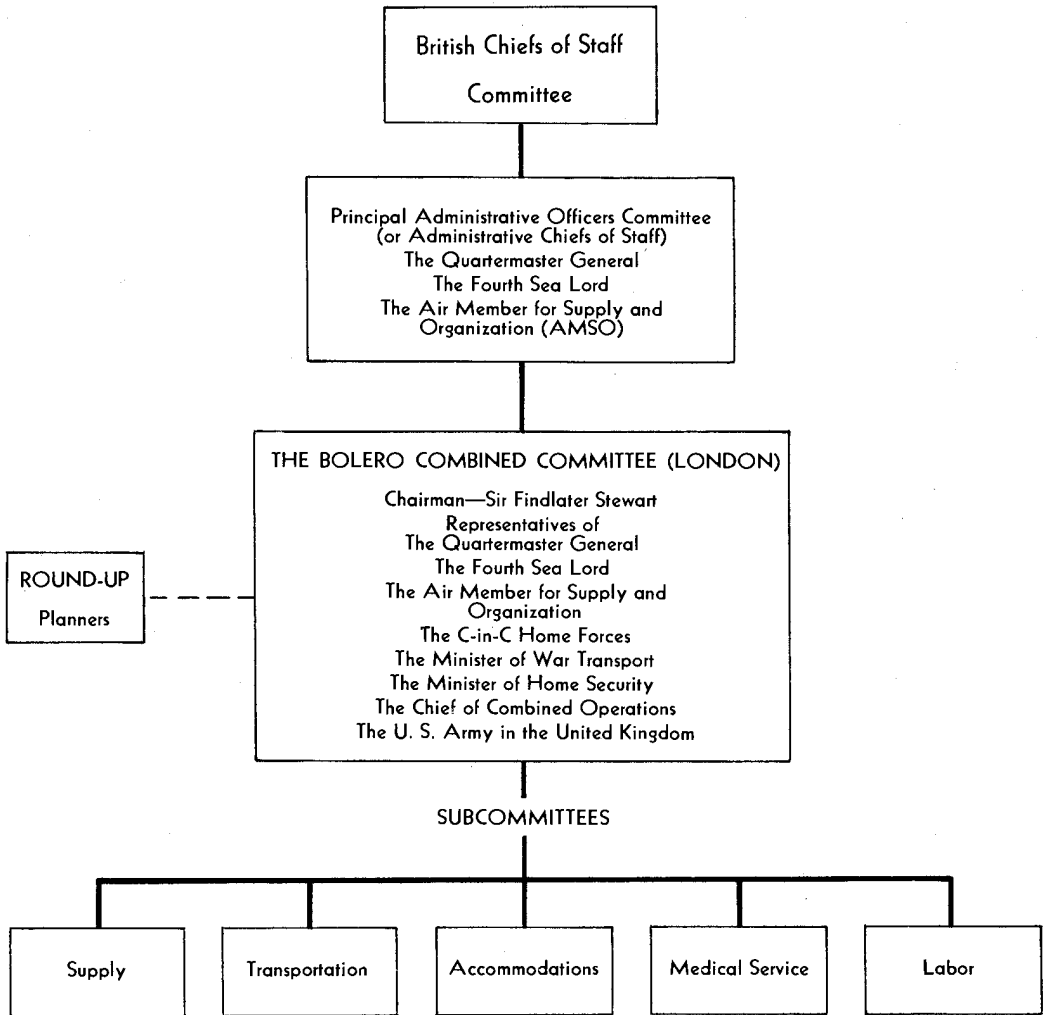 British Chiefs of Staff
Committee
Principal Administrative Officers Committee
(or Administrative Chiefs of Staff)
The Quartermaster General
The Fourth Sea Lord
The Air Member for Supply and
Organization (AMSO)
THE BOLERO COMBINED COMMITTEE (LONDON)
Chairman—Sir Findlater Stewart
Representatives of
The Quartermaster General
The Fourth Sea Lord
The Air Member for Supply and
Organization
The C-in-C Home Forces
The Minister of War Transport
The Minister of Home Security
The Chief of Combined Operations
The U. S. Army in the United Kingdom
ROUND-UP
Planners
SUBCOMMITTEES
Supply
Transportation
Accommodations
Medical Service
Labor